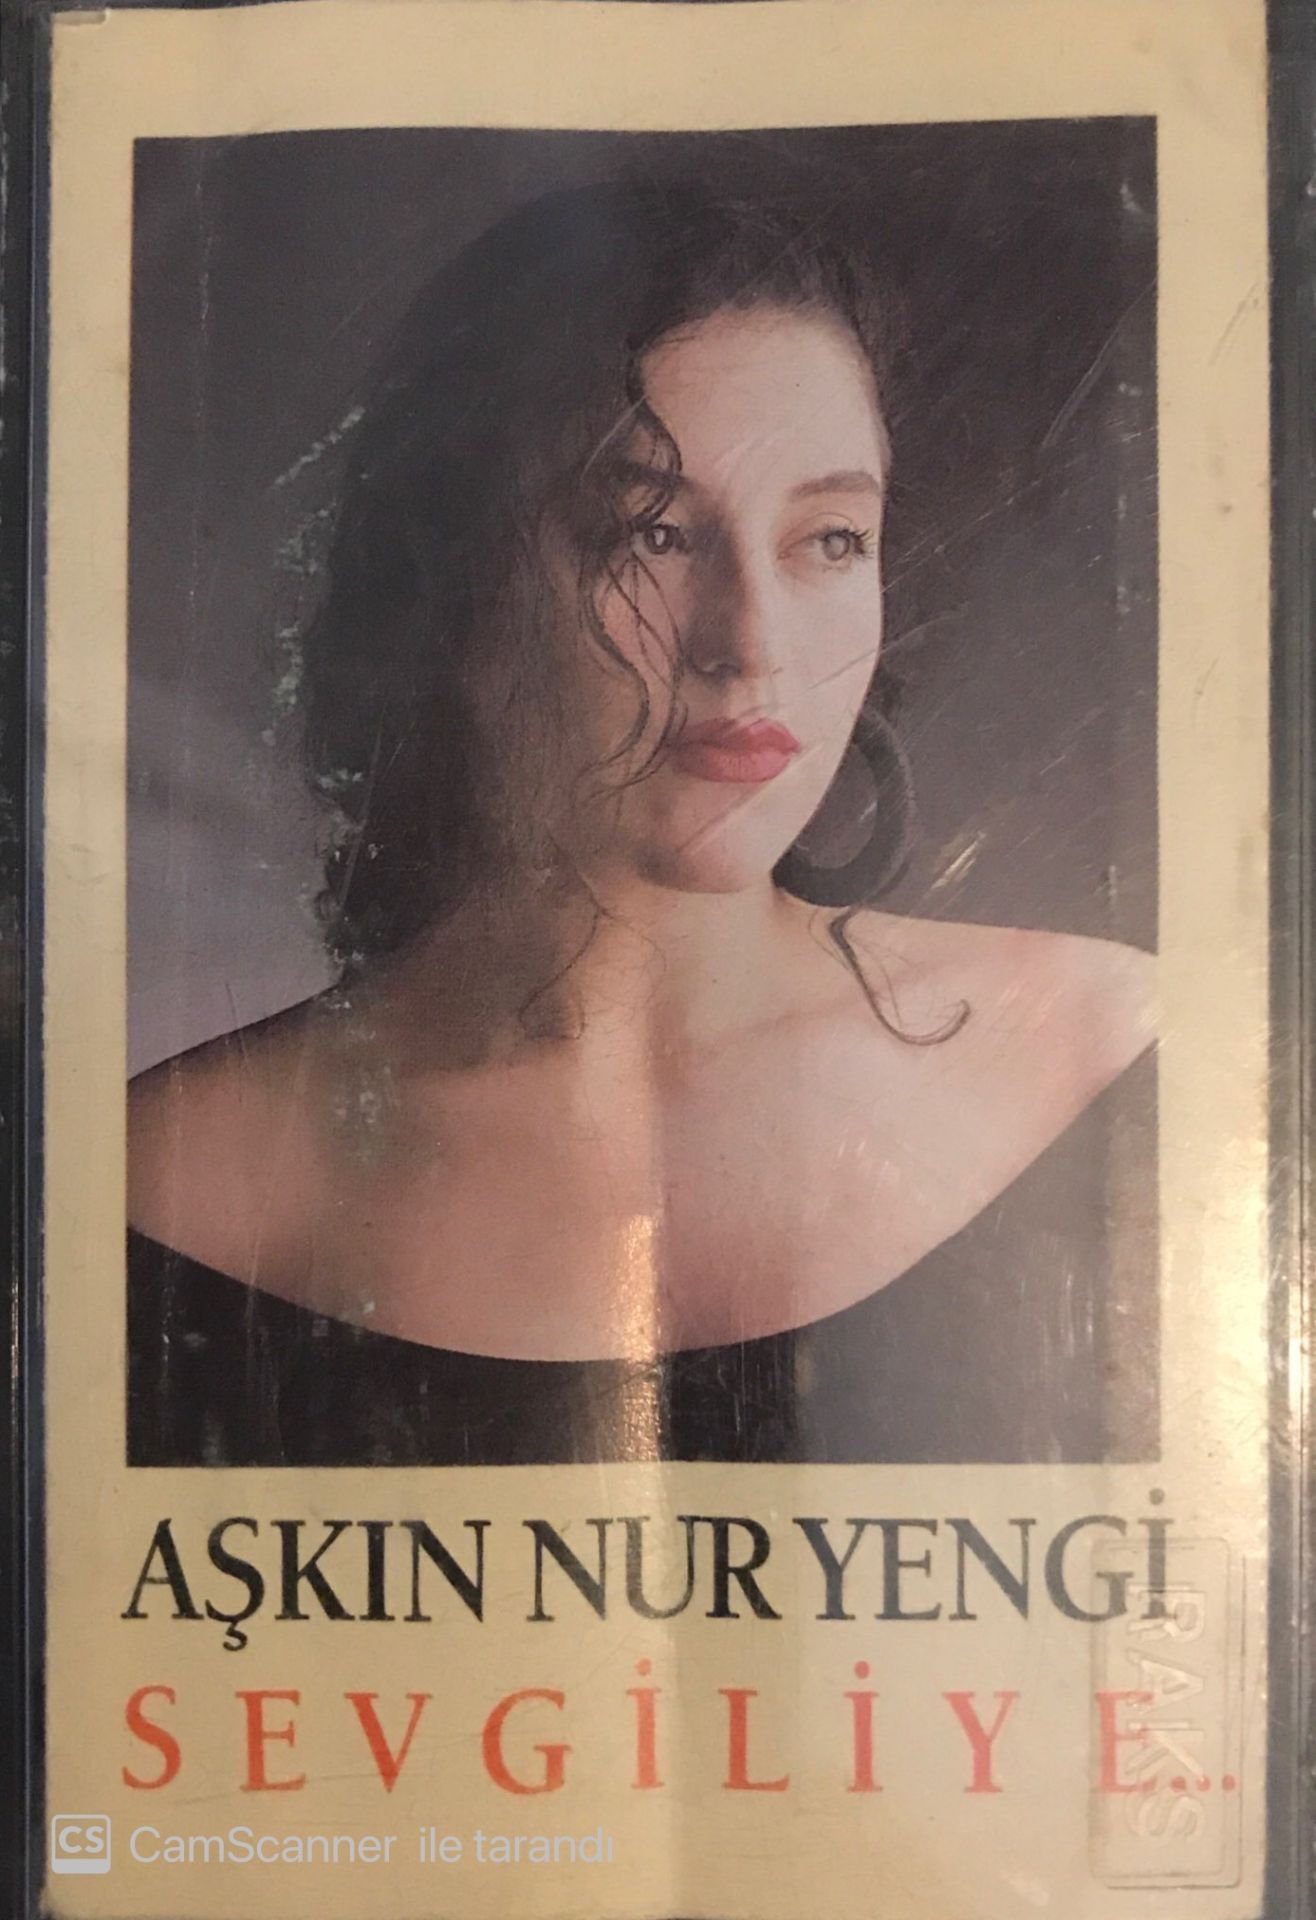 AŞKIN NUR YENGİ
SEVGİLİYE...
RAKS
CS CamScanner ile tarandı